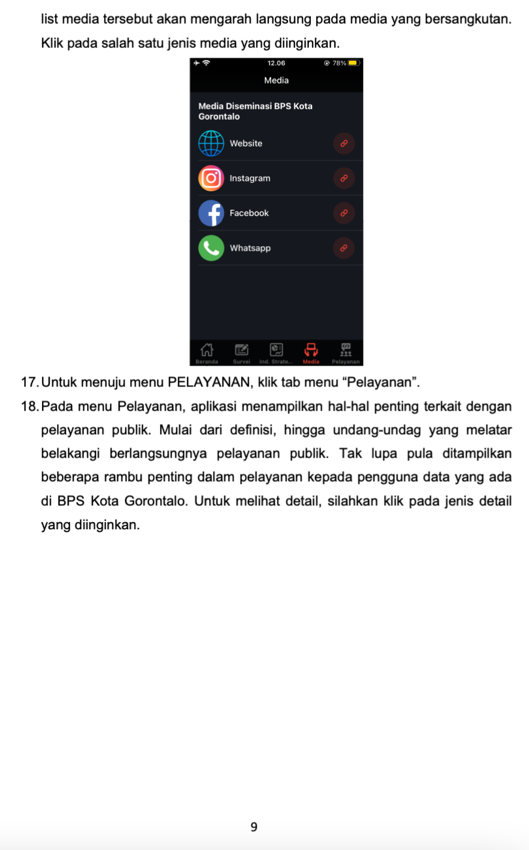 list media tersebut akan mengarah langsung pada media yang bersangkutan.
Klik pada salah satu jenis media yang diinginkan.
12.06
78%
Media
Media Diseminasi BPS Kota
Gorontalo
Website
Instagram
Facebook
Whatsapp
Beranda Survei Ind. Strate... Media Pelayanan
17. Untuk menuju menu PELAYANAN, klik tab menu “Pelayanan”.
18. Pada menu Pelayanan, aplikasi menampilkan hal-hal penting terkait dengan
pelayanan publik. Mulai dari definisi, hingga undang-undag yang melatar
belakangi berlangsungnya pelayanan publik. Tak lupa pula ditampilkan
beberapa rambu penting dalam pelayanan kepada pengguna data yang ada
di BPS Kota Gorontalo. Untuk melihat detail, silahkan klik pada jenis detail
yang diinginkan.
9